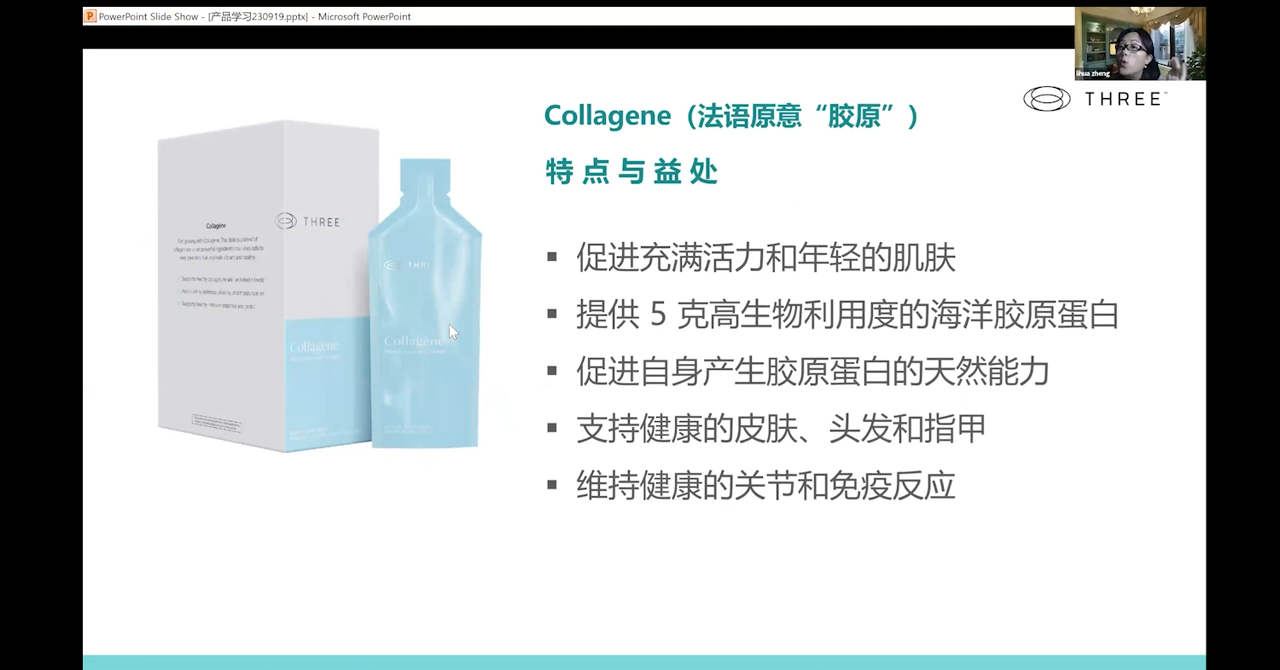 PowerPoint Slide Show - [产品学习230919.pptx] - Microsoft PowerPoint
lihua zheng
THREE
Collagene（法语原意“胶原”）
特点与益处
▪ 促进充满活力和年轻的肌肤
▪ 提供 5 克高生物利用度的海洋胶原蛋白
▪ 促进自身产生胶原蛋白的天然能力
▪ 支持健康的皮肤、头发和指甲
▪ 维持健康的关节和免疫反应
Collagene
THREE
Collagene
Collagene